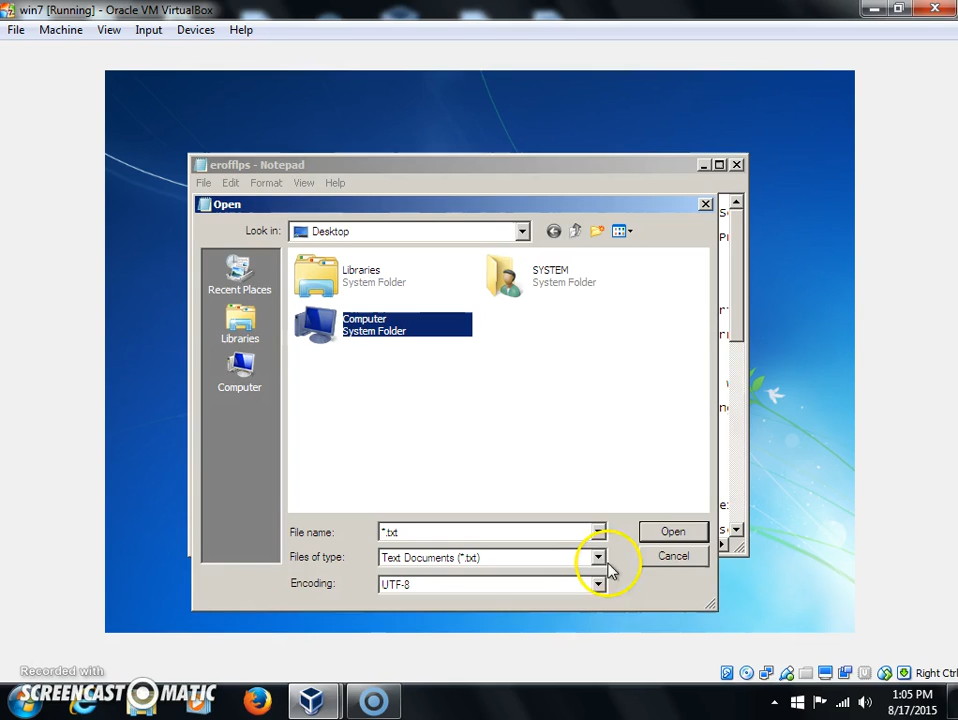 win7 [Running] - Oracle VM VirtualBox
File Machine View Input Devices Help
erofflps - Notepad
File Edit Format View Help
Open
Look in: Desktop
Recent Places
Libraries
Computer
Libraries
System Folder
SYSTEM
System Folder
Computer
System Folder
File name: *.txt Open
Files of type: Text Documents (*.txt) Cancel
Encoding: UTF-8
Right Ctrl
Recorded with
SCREENCAST MATIC
1:05 PM
8/17/2015